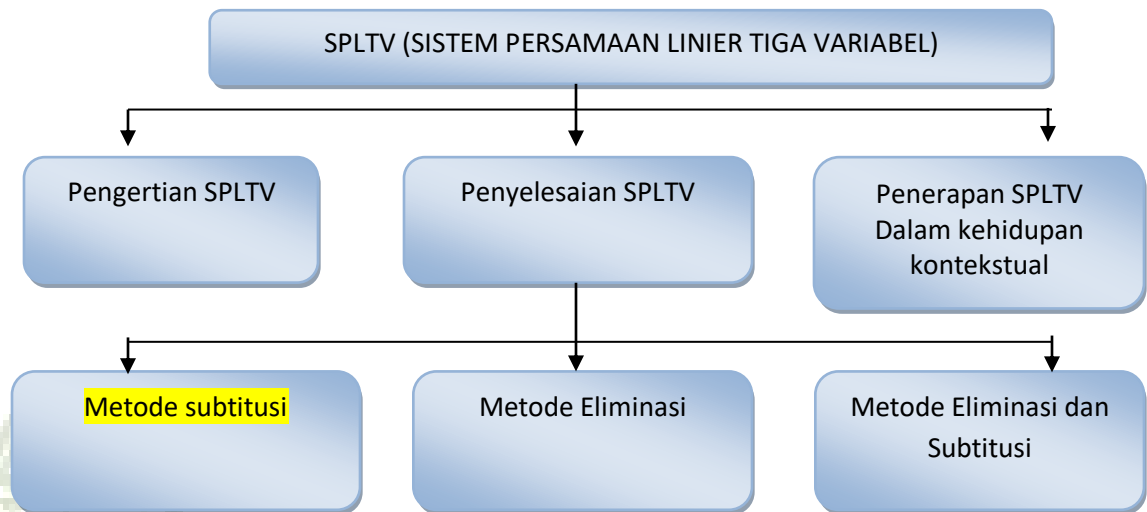 SPLTV (SISTEM PERSAMAAN LINIER TIGA VARIABEL)
Pengertian SPLTV
Penyelesaian SPLTV
Penerapan SPLTV
Dalam kehidupan
kontekstual
Metode subtitusi
Metode Eliminasi
Metode Eliminasi dan
Subtitusi